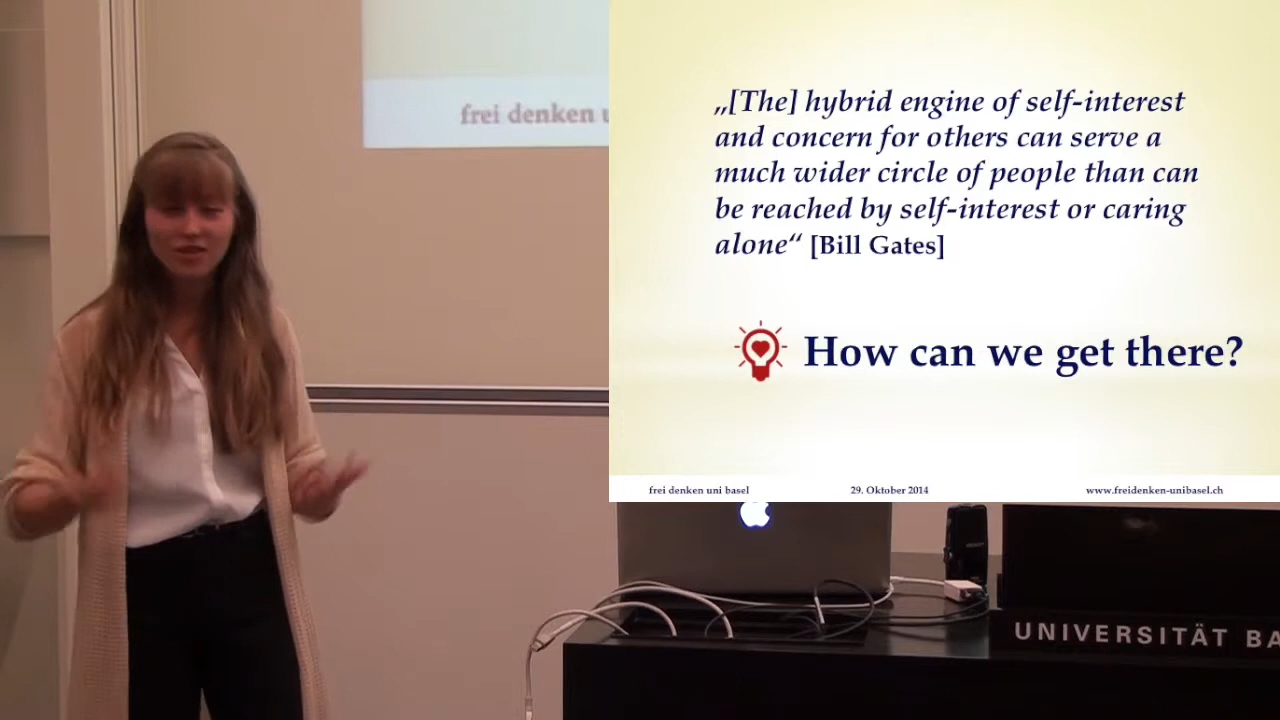 frei denken
„[The] hybrid engine of self-interest
and concern for others can serve a
much wider circle of people than can
be reached by self-interest or caring
alone“ [Bill Gates]
How can we get there?
frei denken uni basel 29. Oktober 2014 www.freidenken-unibasel.ch
UNIVERSITÄT BA